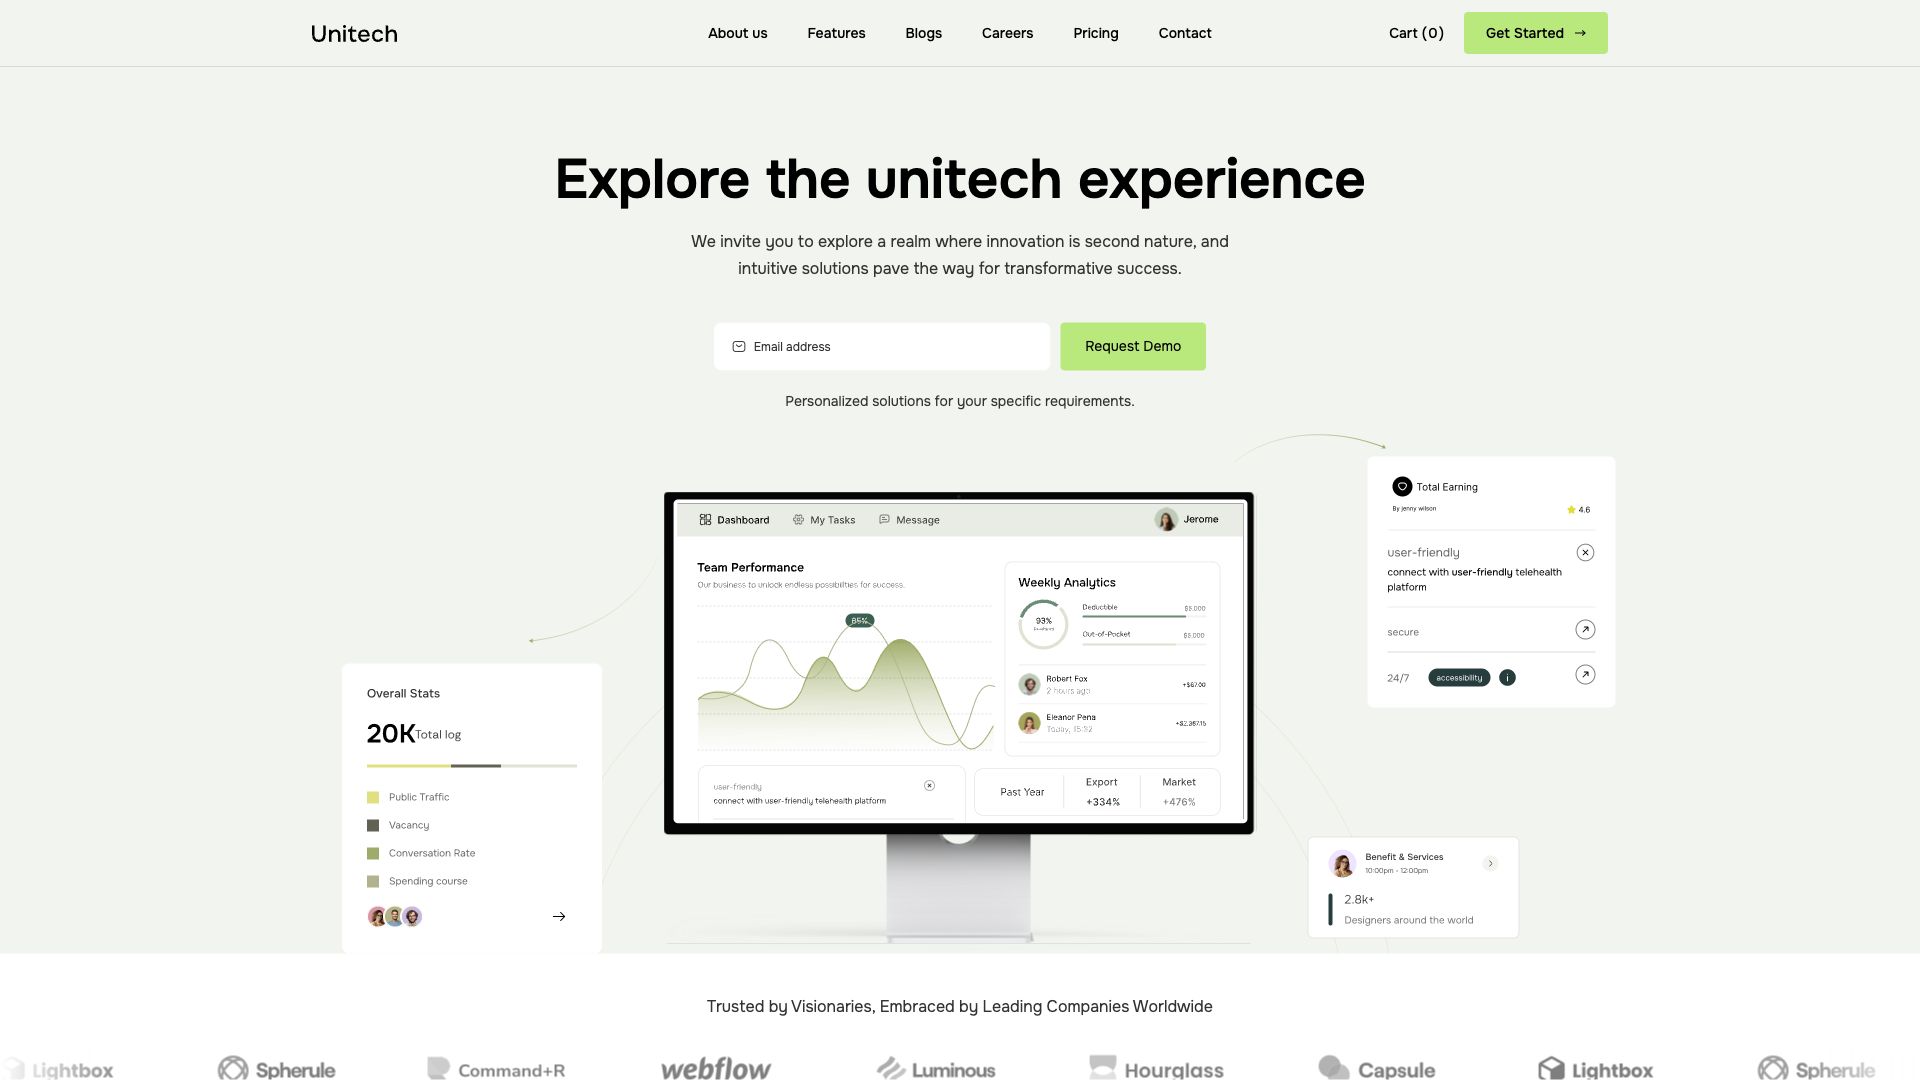 Unitech
About us
Features
Blogs
Careers
Pricing
Contact
Cart (0)
Get Started
Explore the unitech experience
We invite you to explore a realm where innovation is second nature, and
intuitive solutions pave the way for transformative success.
Email address
Request Demo
Personalized solutions for your specific requirements.
Total Earning
By jenny wilson
4.6
user-friendly
connect with user-friendly telehealth
platform
secure
24/7
accessibility
i
Dashboard
My Tasks
Message
Jerome
Team Performance
Our business to unlock endless possibilities for success.
85%
Weekly Analytics
93%
Deductible
$3,000
Out-of-Pocket
$5,000
Robert Fox
2 hours ago
+$67.00
Eleanor Pena
Today, 15:32
+$2,367.15
user-friendly
connect with user-friendly telehealth platform
Past Year
Export
+334%
Market
+476%
Overall Stats
20K Total log
Public Traffic
Vacancy
Conversation Rate
Spending course
Benefit & Services
10:00pm - 12:00pm
2.8k+
Designers around the world
Trusted by Visionaries, Embraced by Leading Companies Worldwide
Lightbox
Spherule
Command+R
webflow
Luminous
Hourglass
Capsule
Lightbox
Spherule